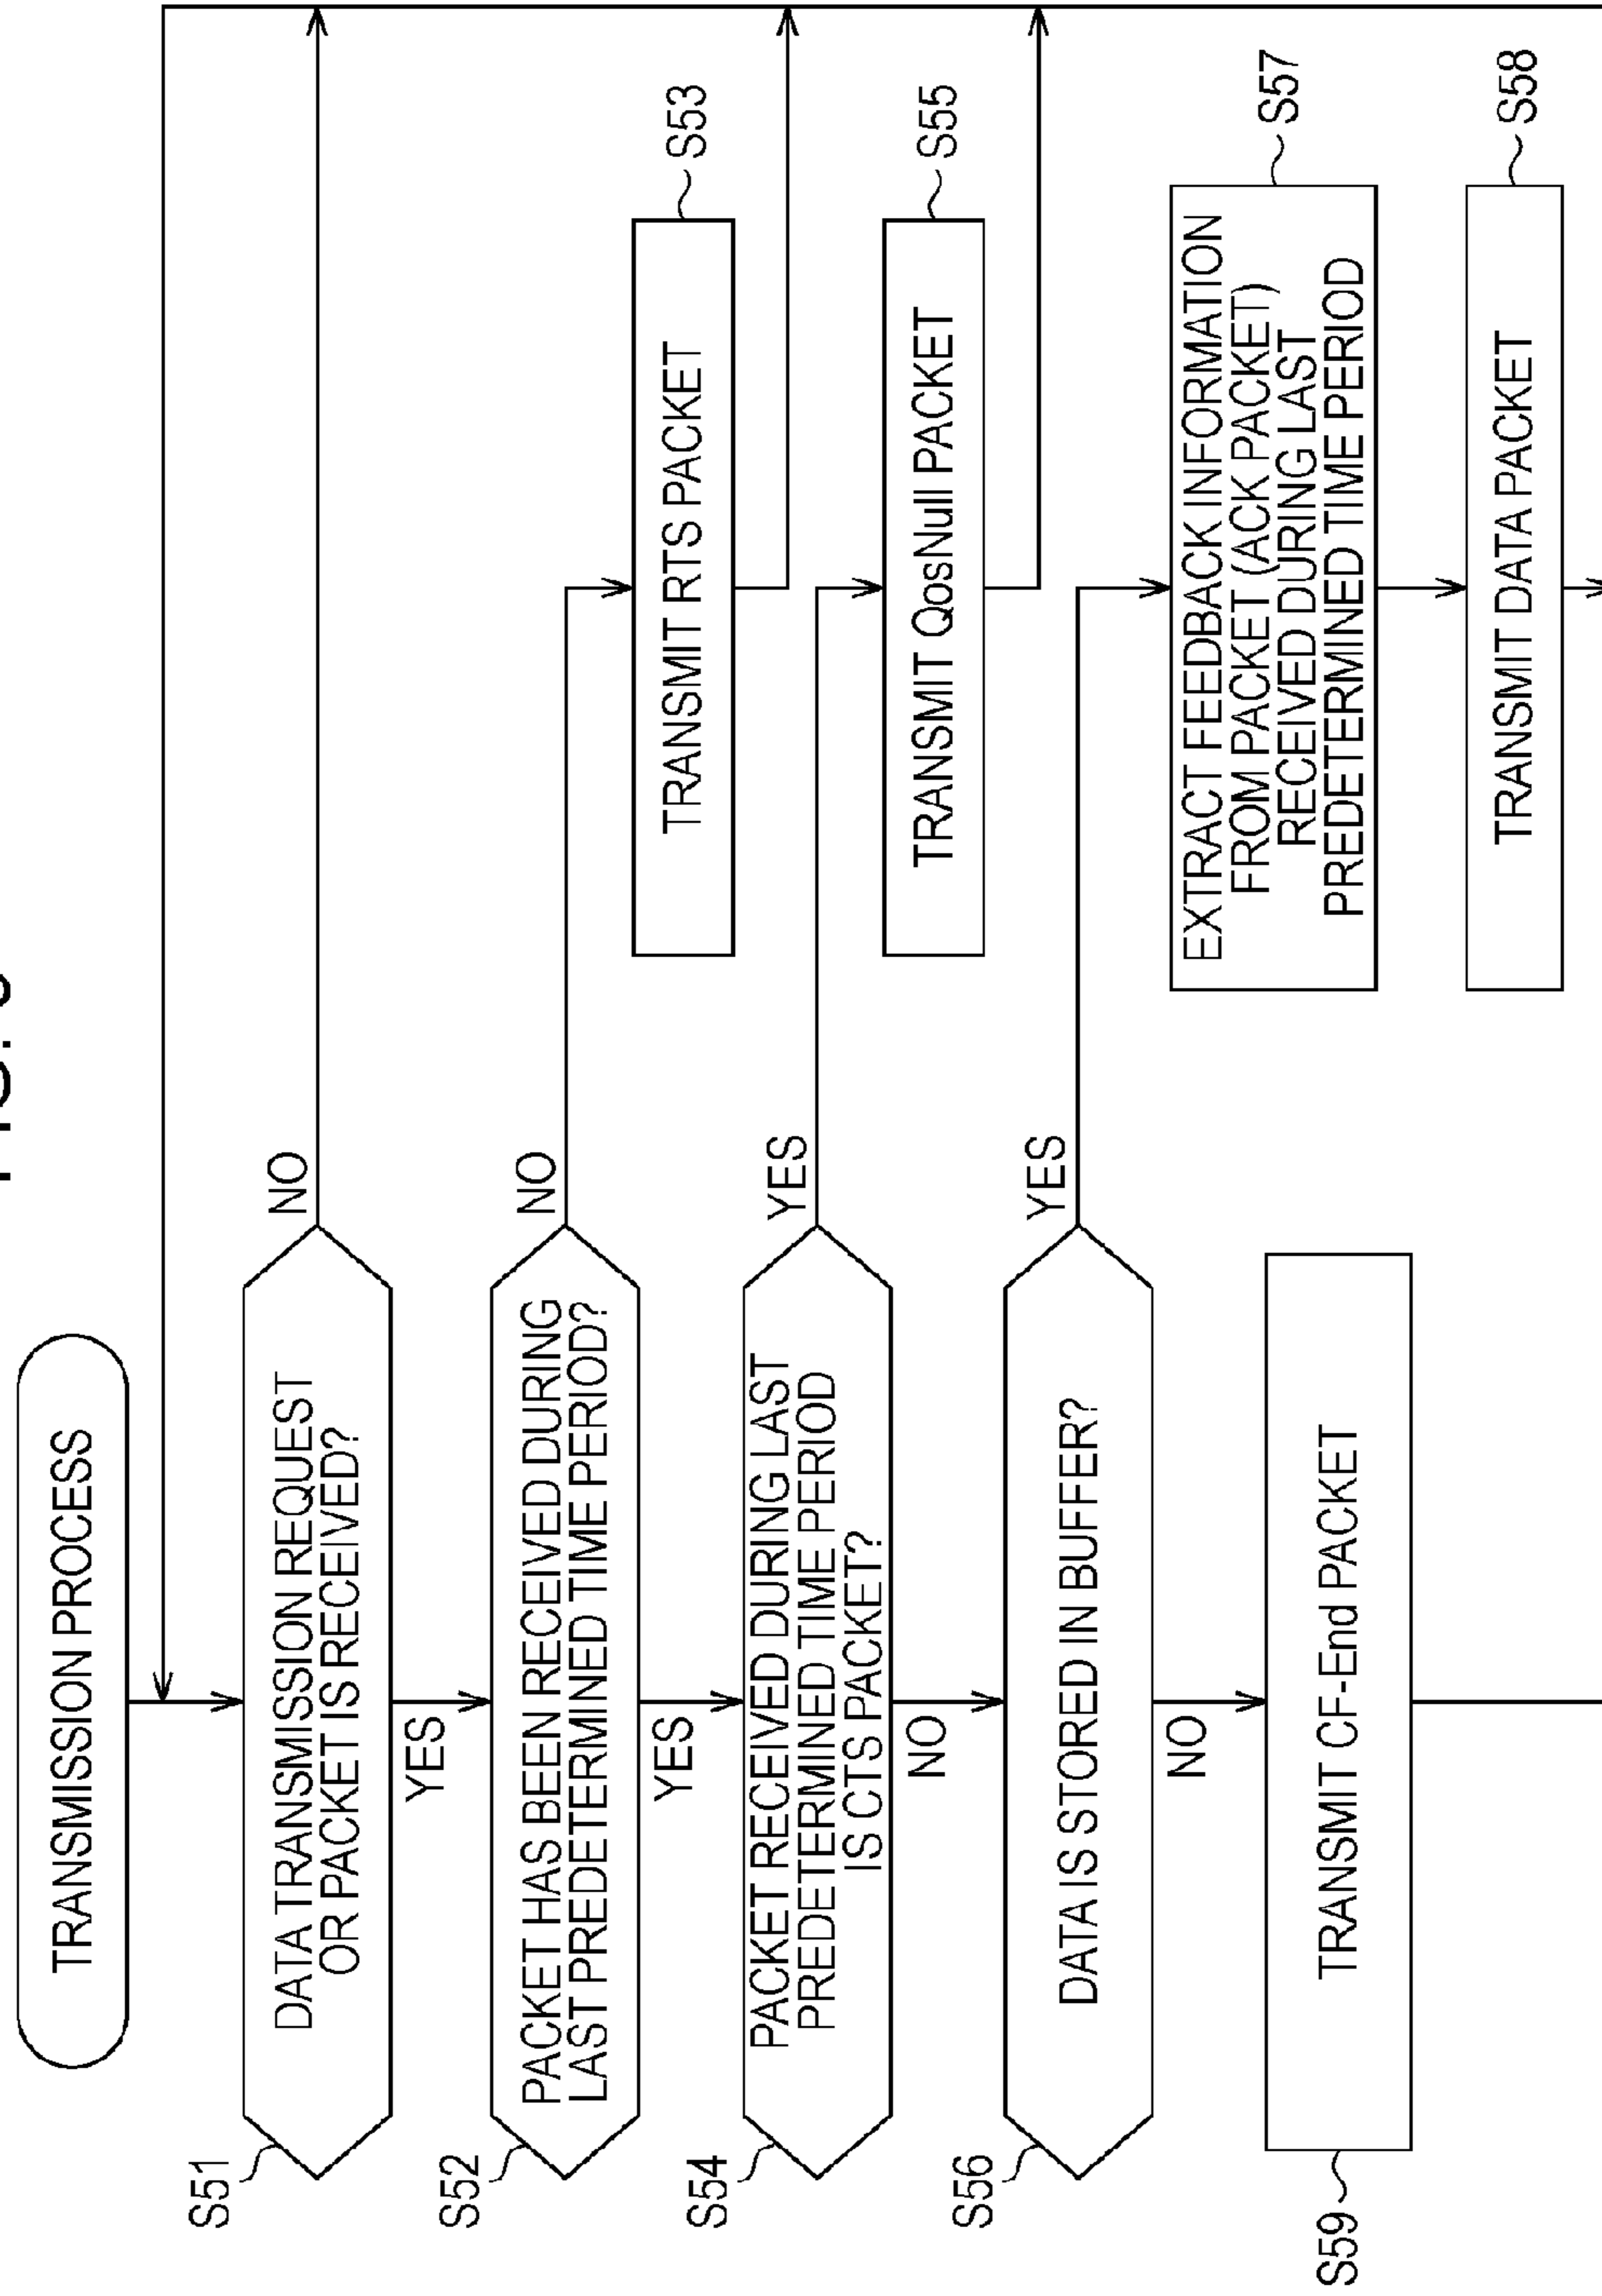 TRANSMISSION PROCESS
S51
DATA TRANSMISSION REQUEST
OR PACKET IS RECEIVED?
NO
YES
S52
PACKET HAS BEEN RECEIVED DURING
LAST PREDETERMINED TIME PERIOD?
NO
YES
TRANSMIT RTS PACKET
S53
S54
PACKET RECEIVED DURING LAST
PREDETERMINED TIME PERIOD
IS CTS PACKET?
YES
NO
TRANSMIT QosNull PACKET
S55
S56
DATA IS STORED IN BUFFER?
YES
NO
EXTRACT FEEDBACK INFORMATION
FROM PACKET (ACK PACKET)
RECEIVED DURING LAST
PREDETERMINED TIME PERIOD
S57
TRANSMIT DATA PACKET
S58
S59
TRANSMIT CF-End PACKET